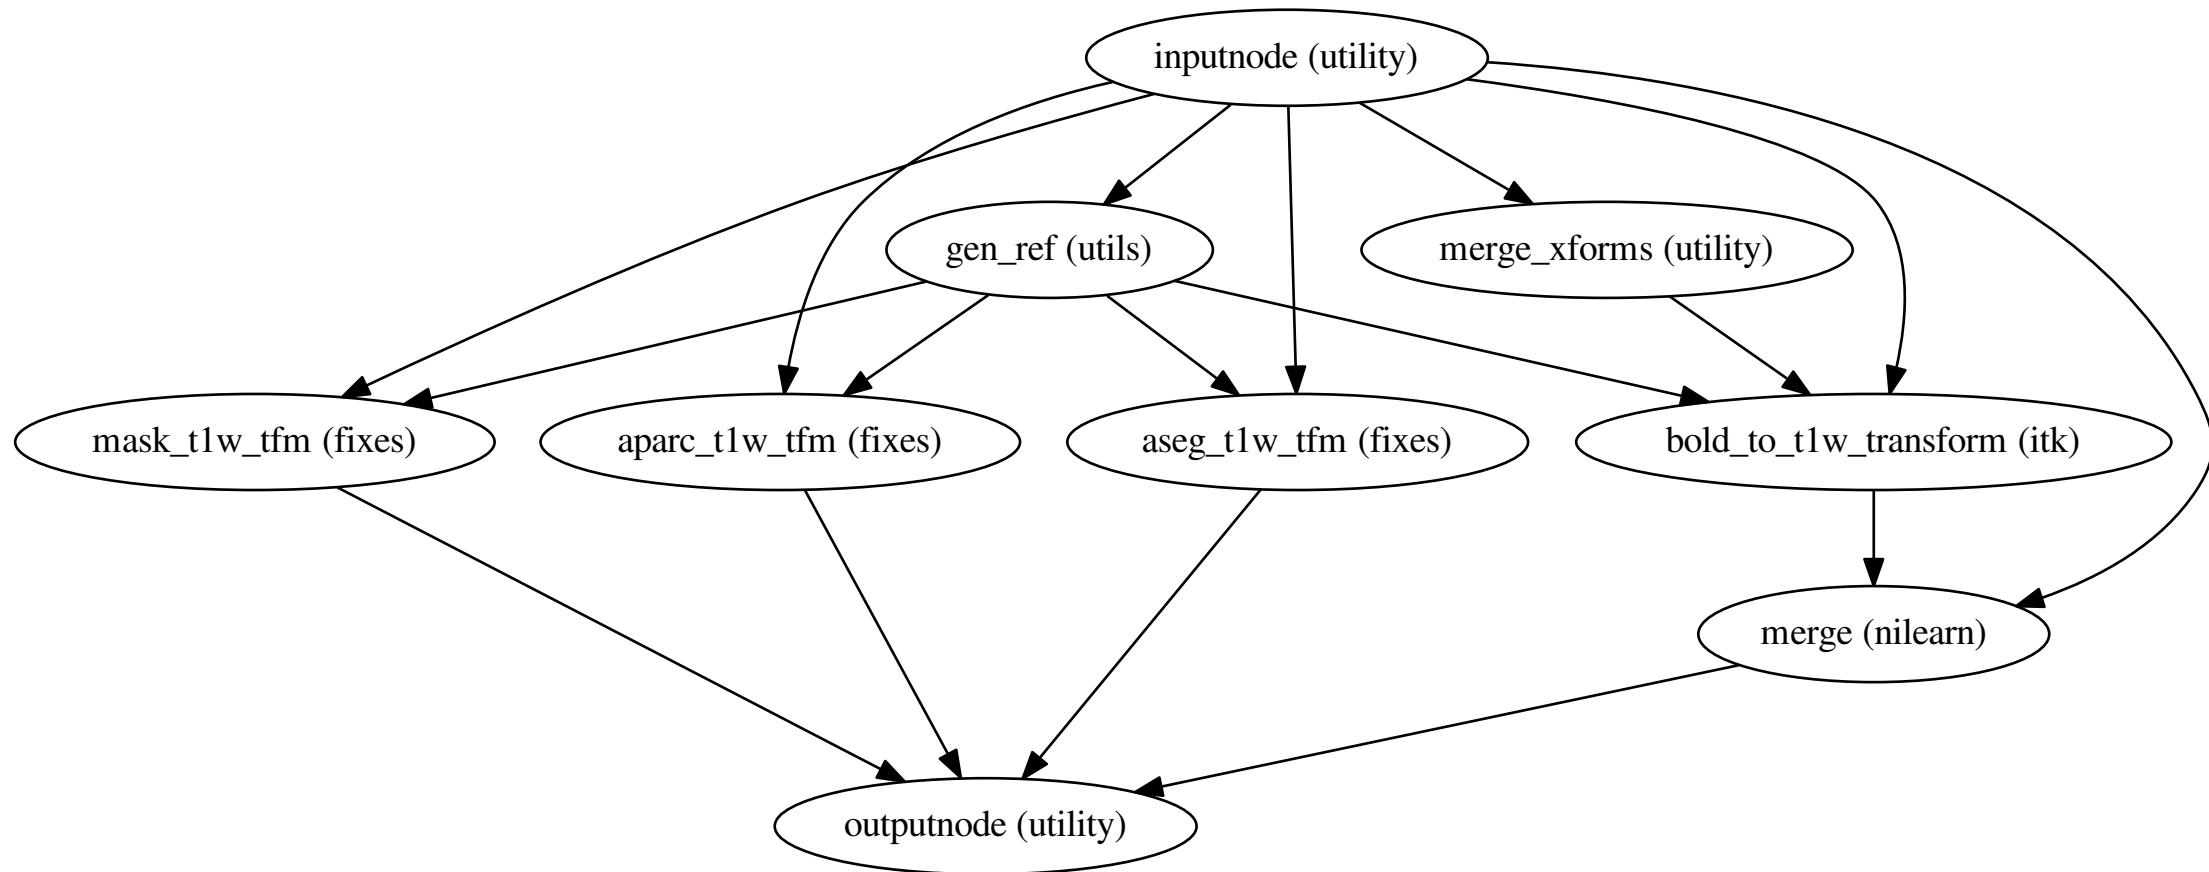 inputnode (utility)
gen_ref (utils)
merge_xforms (utility)
mask_t1w_tfm (fixes)
aparc_t1w_tfm (fixes)
aseg_t1w_tfm (fixes)
bold_to_t1w_transform (itk)
merge (nilearn)
outputnode (utility)